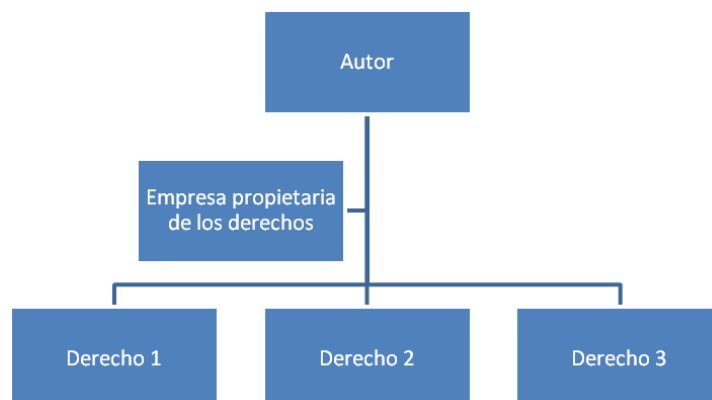 Autor
Empresa propietaria
de los derechos
Derecho 1
Derecho 2
Derecho 3